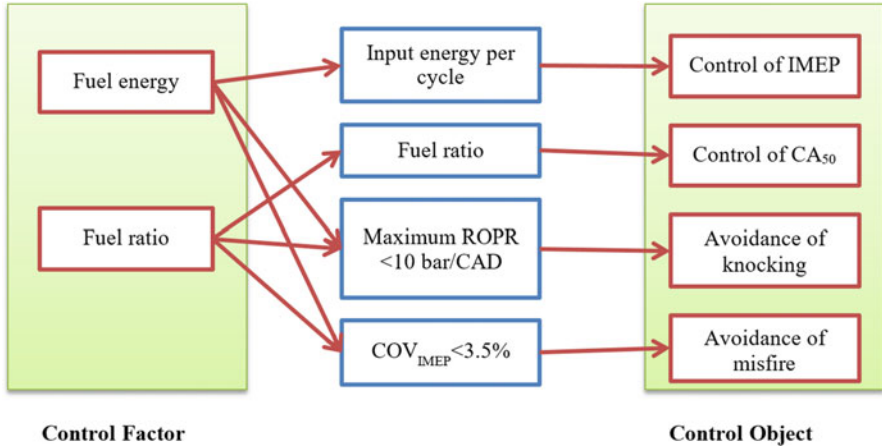 Fuel energy
Fuel ratio
Input energy per
cycle
Fuel ratio
Maximum ROPR
<10 bar/CAD
COV_IMEP<3.5%
Control of IMEP
Control of CA₅₀
Avoidance of
knocking
Avoidance of
misfire
Control Factor
Control Object